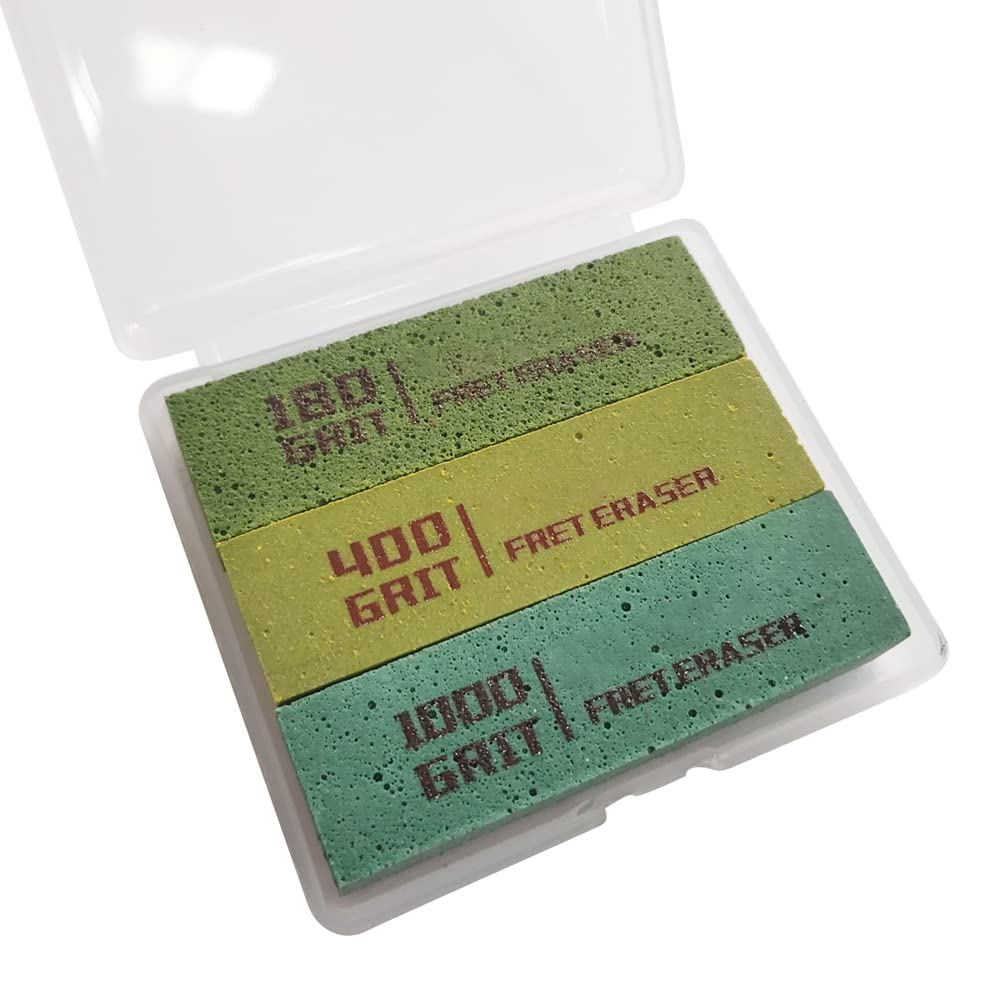 180
GRIT | FRET ERASER
400
GRIT | FRET ERASER
1000
GRIT | FRET ERASER